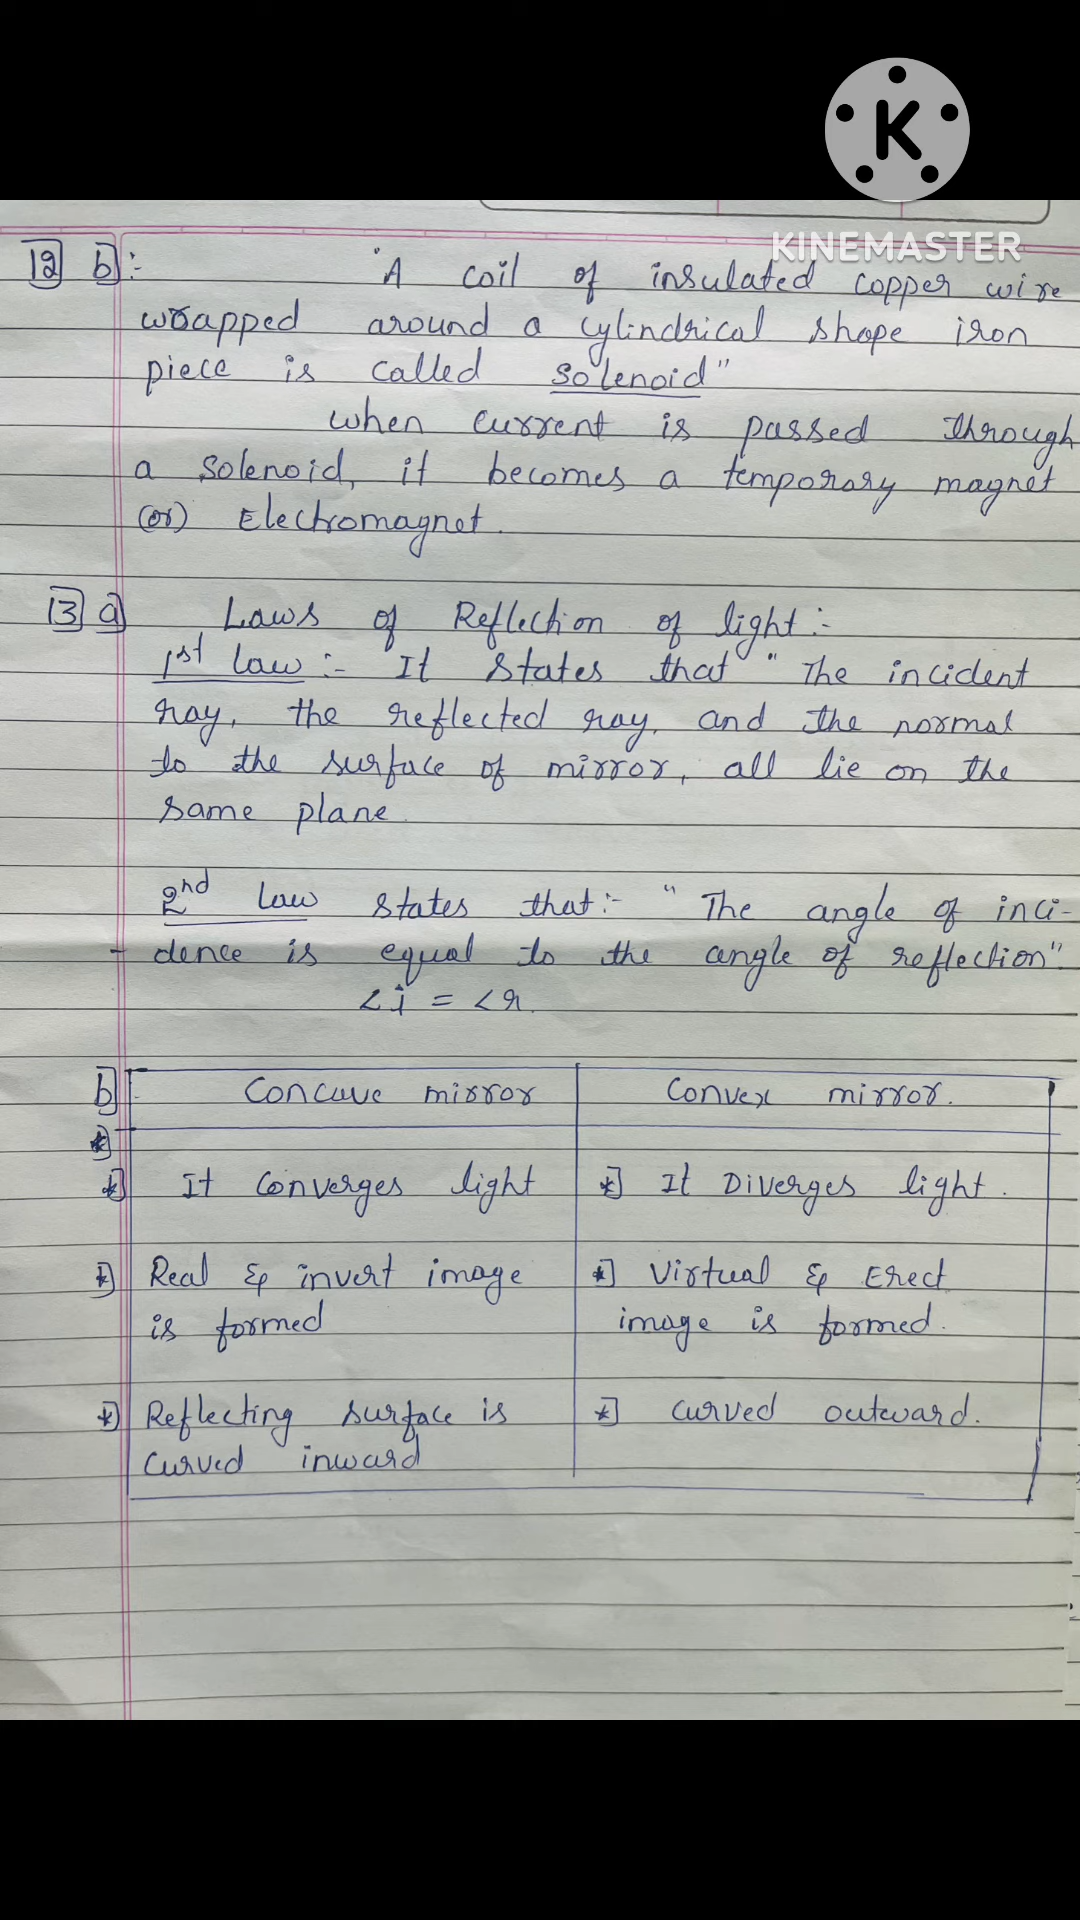 K
KINEMASTER
12 b :- "A coil of insulated copper wire
wrapped around a cylindrical shape iron
piece is called solenoid"
when current is passed through
a solenoid, it becomes a temporary magnet
(or) Electromagnet.
13 a Laws of Reflection of light :-
1st law :- It states that "The incident
ray, the reflected ray, and the normal
to the surface of mirror, all lie on the
same plane.
2nd law states that :- "The angle of inci-
-dence is equal to the angle of reflection"
∠i = ∠r.
b Concave mirror Convex mirror.
*
* It Converges light * It Diverges light.
* Real & invert image * Virtual & Erect
is formed image is formed.
* Reflecting surface is * Curved outward.
curved inward